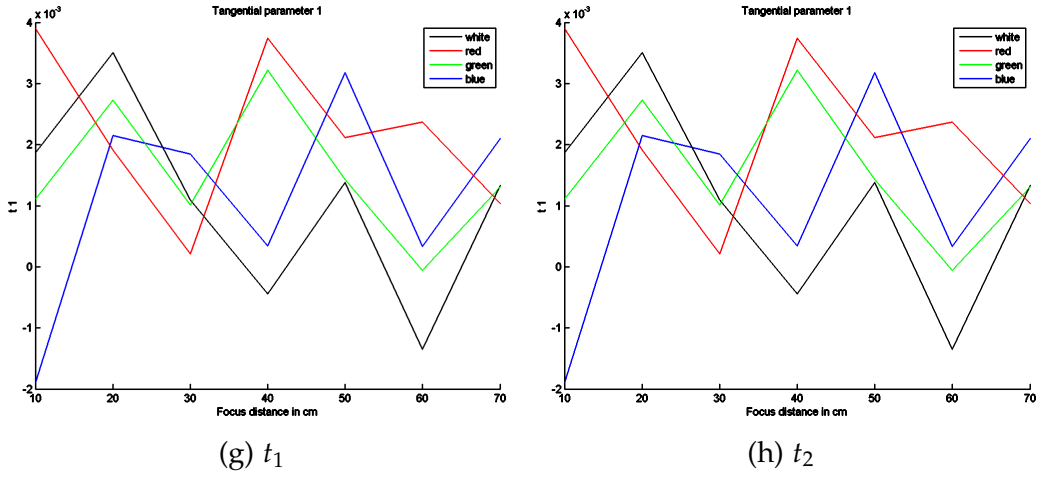 Tangential parameter 1
x 10⁻³
4
3
2
1
0
-1
-2
t 1
10 20 30 40 50 60 70
Focus distance in cm
white
red
green
blue
(g) t₁
Tangential parameter 1
x 10⁻³
4
3
2
1
0
-1
-2
t 1
10 20 30 40 50 60 70
Focus distance in cm
white
red
green
blue
(h) t₂